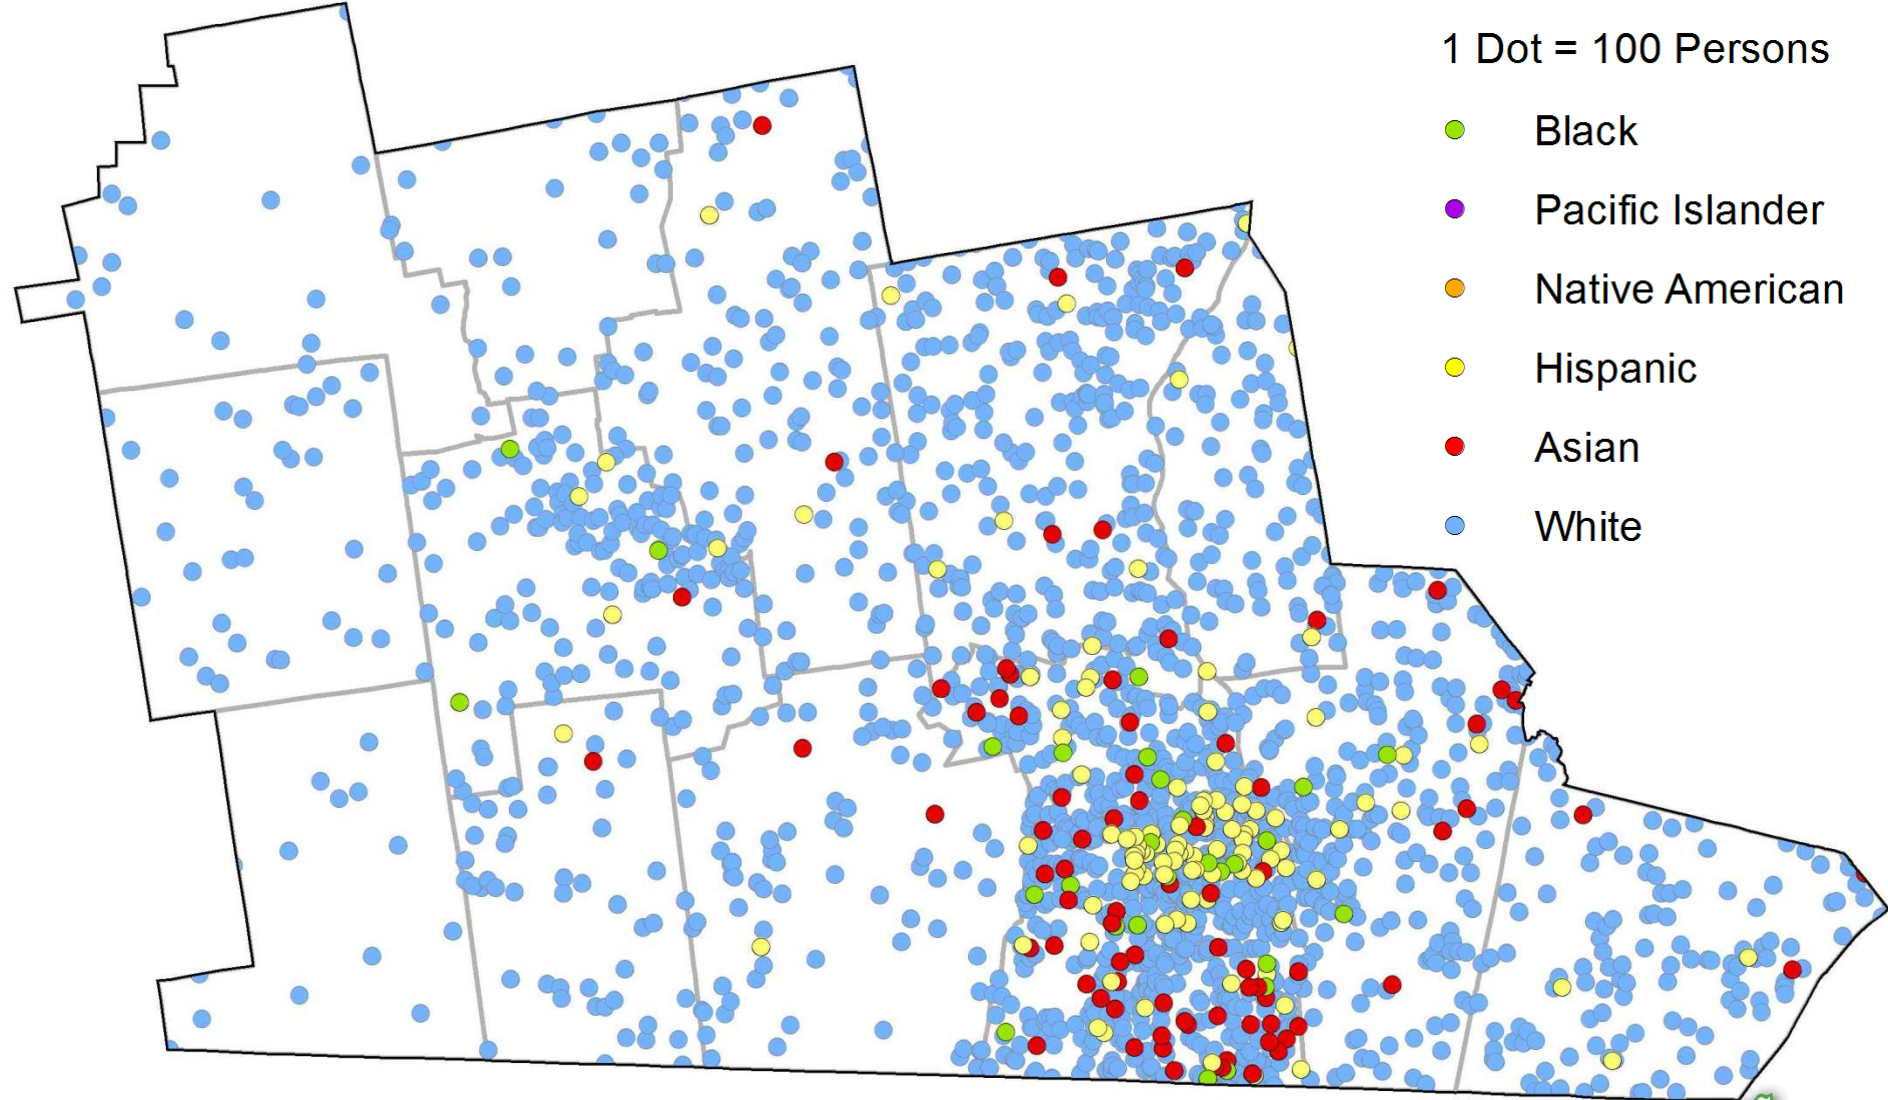 1 Dot = 100 Persons
Black
Pacific Islander
Native American
Hispanic
Asian
White